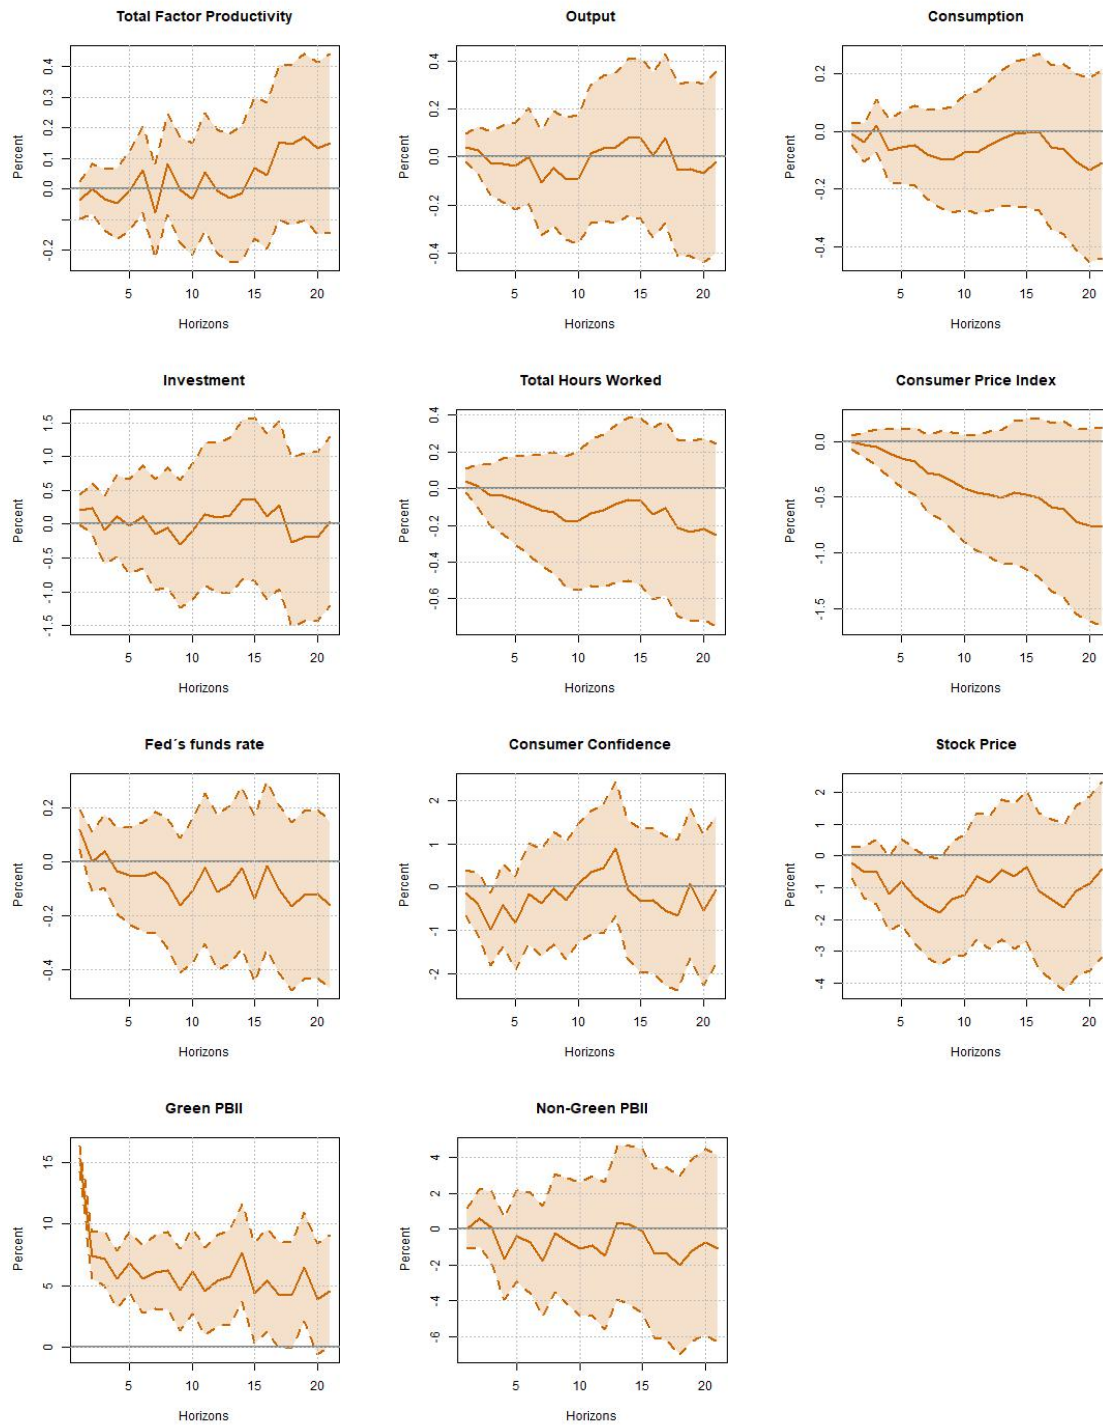 Total Factor Productivity
Percent
0.4
0.3
0.2
0.1
0.0
-0.2
5 10 15 20
Horizons
Output
Percent
0.4
0.2
0.0
-0.2
-0.4
5 10 15 20
Horizons
Consumption
Percent
0.2
0.0
-0.2
-0.4
5 10 15 20
Horizons
Investment
Percent
1.5
1.0
0.5
0.0
-0.5
-1.0
-1.5
5 10 15 20
Horizons
Total Hours Worked
Percent
0.4
0.2
0.0
-0.2
-0.4
-0.6
5 10 15 20
Horizons
Consumer Price Index
Percent
0.0
-0.5
-1.0
-1.5
5 10 15 20
Horizons
Fed´s funds rate
Percent
0.2
0.0
-0.2
-0.4
5 10 15 20
Horizons
Consumer Confidence
Percent
2
1
0
-1
-2
5 10 15 20
Horizons
Stock Price
Percent
2
1
0
-1
-2
-3
-4
5 10 15 20
Horizons
Green PBII
Percent
15
10
5
0
5 10 15 20
Horizons
Non-Green PBII
Percent
4
2
0
-2
-4
-6
5 10 15 20
Horizons